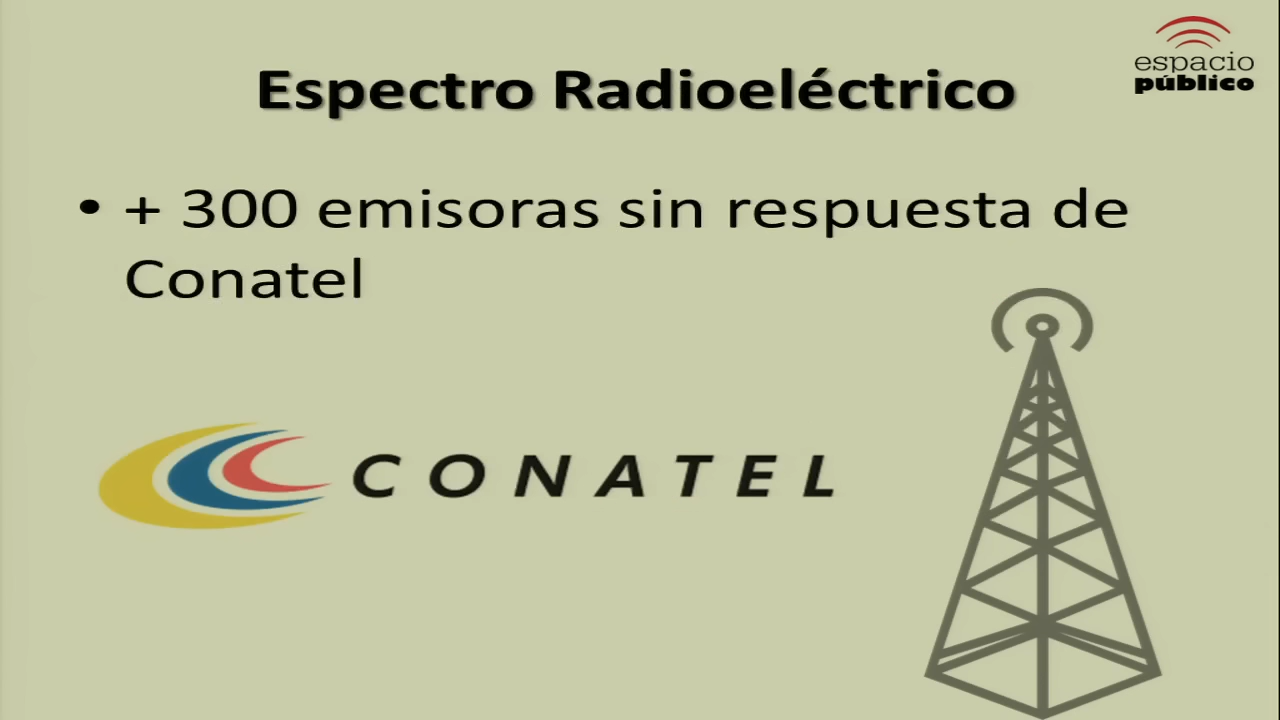 espacio
público
Espectro Radioeléctrico
• + 300 emisoras sin respuesta de
Conatel
CONATEL